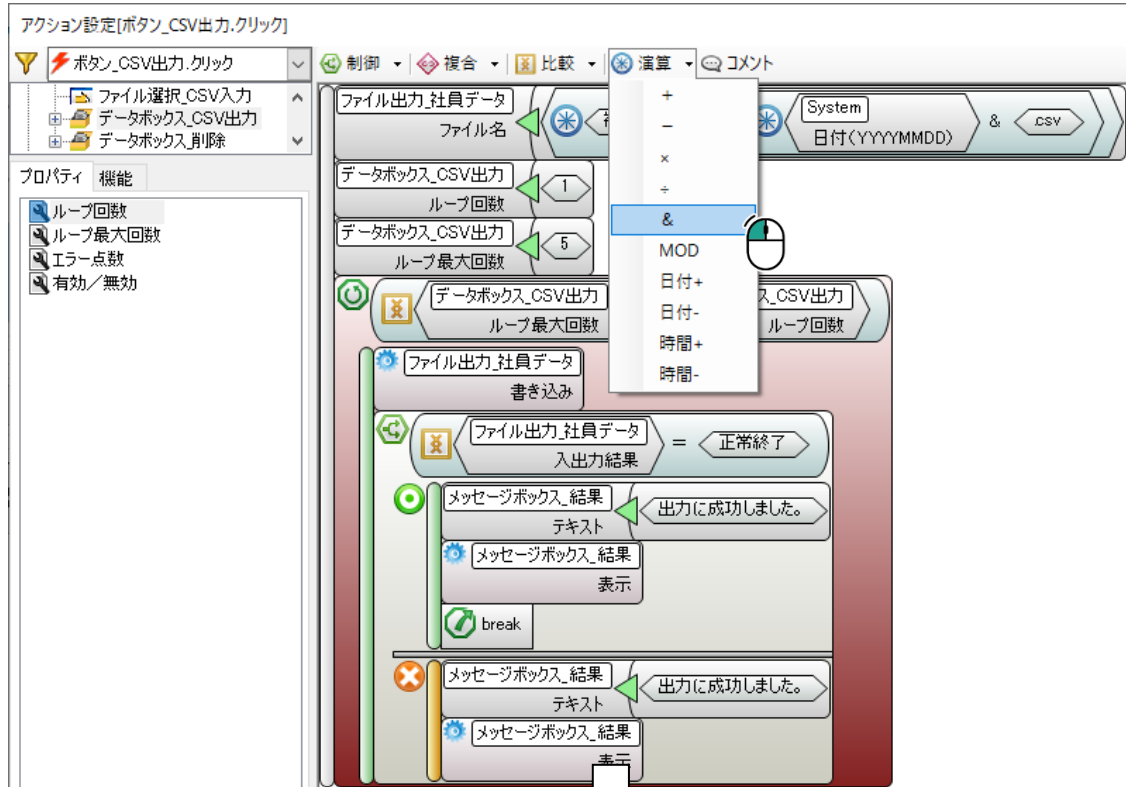 アクション設定[ボタン_CSV出力.クリック]
ボタン_CSV出力.クリック
制御 複合 比較 演算 コメント
ファイル選択_CSV入力
データボックス_CSV出力
データボックス_削除
プロパティ 機能
ループ回数
ループ最大回数
エラー点数
有効/無効
+
-
×
÷
&
MOD
日付+
日付-
時間+
時間-
ファイル出力_社員データ
ファイル名
System
日付(YYYYMMDD)
& .csv
データボックス_CSV出力
ループ回数
1
データボックス_CSV出力
ループ最大回数
5
データボックス_CSV出力
ループ最大回数
ス_CSV出力
ループ回数
ファイル出力_社員データ
書き込み
ファイル出力_社員データ
入出力結果
= 正常終了
メッセージボックス_結果
テキスト
出力に成功しました。
メッセージボックス_結果
表示
break
メッセージボックス_結果
テキスト
出力に成功しました。
メッセージボックス_結果